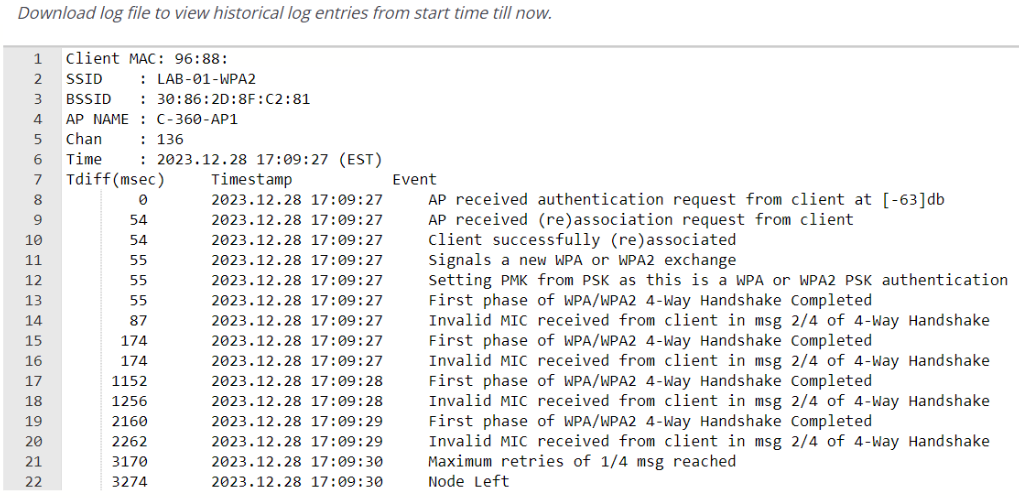 Download log file to view historical log entries from start time till now.
1 Client MAC: 96:88:
2 SSID : LAB-01-WPA2
3 BSSID : 30:86:2D:8F:C2:81
4 AP NAME : C-360-AP1
5 Chan : 136
6 Time : 2023.12.28 17:09:27 (EST)
7 Tdiff(msec) Timestamp Event
8 0 2023.12.28 17:09:27 AP received authentication request from client at [-63]db
9 54 2023.12.28 17:09:27 AP received (re)association request from client
10 54 2023.12.28 17:09:27 Client successfully (re)associated
11 55 2023.12.28 17:09:27 Signals a new WPA or WPA2 exchange
12 55 2023.12.28 17:09:27 Setting PMK from PSK as this is a WPA or WPA2 PSK authentication
13 55 2023.12.28 17:09:27 First phase of WPA/WPA2 4-Way Handshake Completed
14 87 2023.12.28 17:09:27 Invalid MIC received from client in msg 2/4 of 4-Way Handshake
15 174 2023.12.28 17:09:27 First phase of WPA/WPA2 4-Way Handshake Completed
16 174 2023.12.28 17:09:27 Invalid MIC received from client in msg 2/4 of 4-Way Handshake
17 1152 2023.12.28 17:09:28 First phase of WPA/WPA2 4-Way Handshake Completed
18 1256 2023.12.28 17:09:28 Invalid MIC received from client in msg 2/4 of 4-Way Handshake
19 2160 2023.12.28 17:09:29 First phase of WPA/WPA2 4-Way Handshake Completed
20 2262 2023.12.28 17:09:29 Invalid MIC received from client in msg 2/4 of 4-Way Handshake
21 3170 2023.12.28 17:09:30 Maximum retries of 1/4 msg reached
22 3274 2023.12.28 17:09:30 Node Left